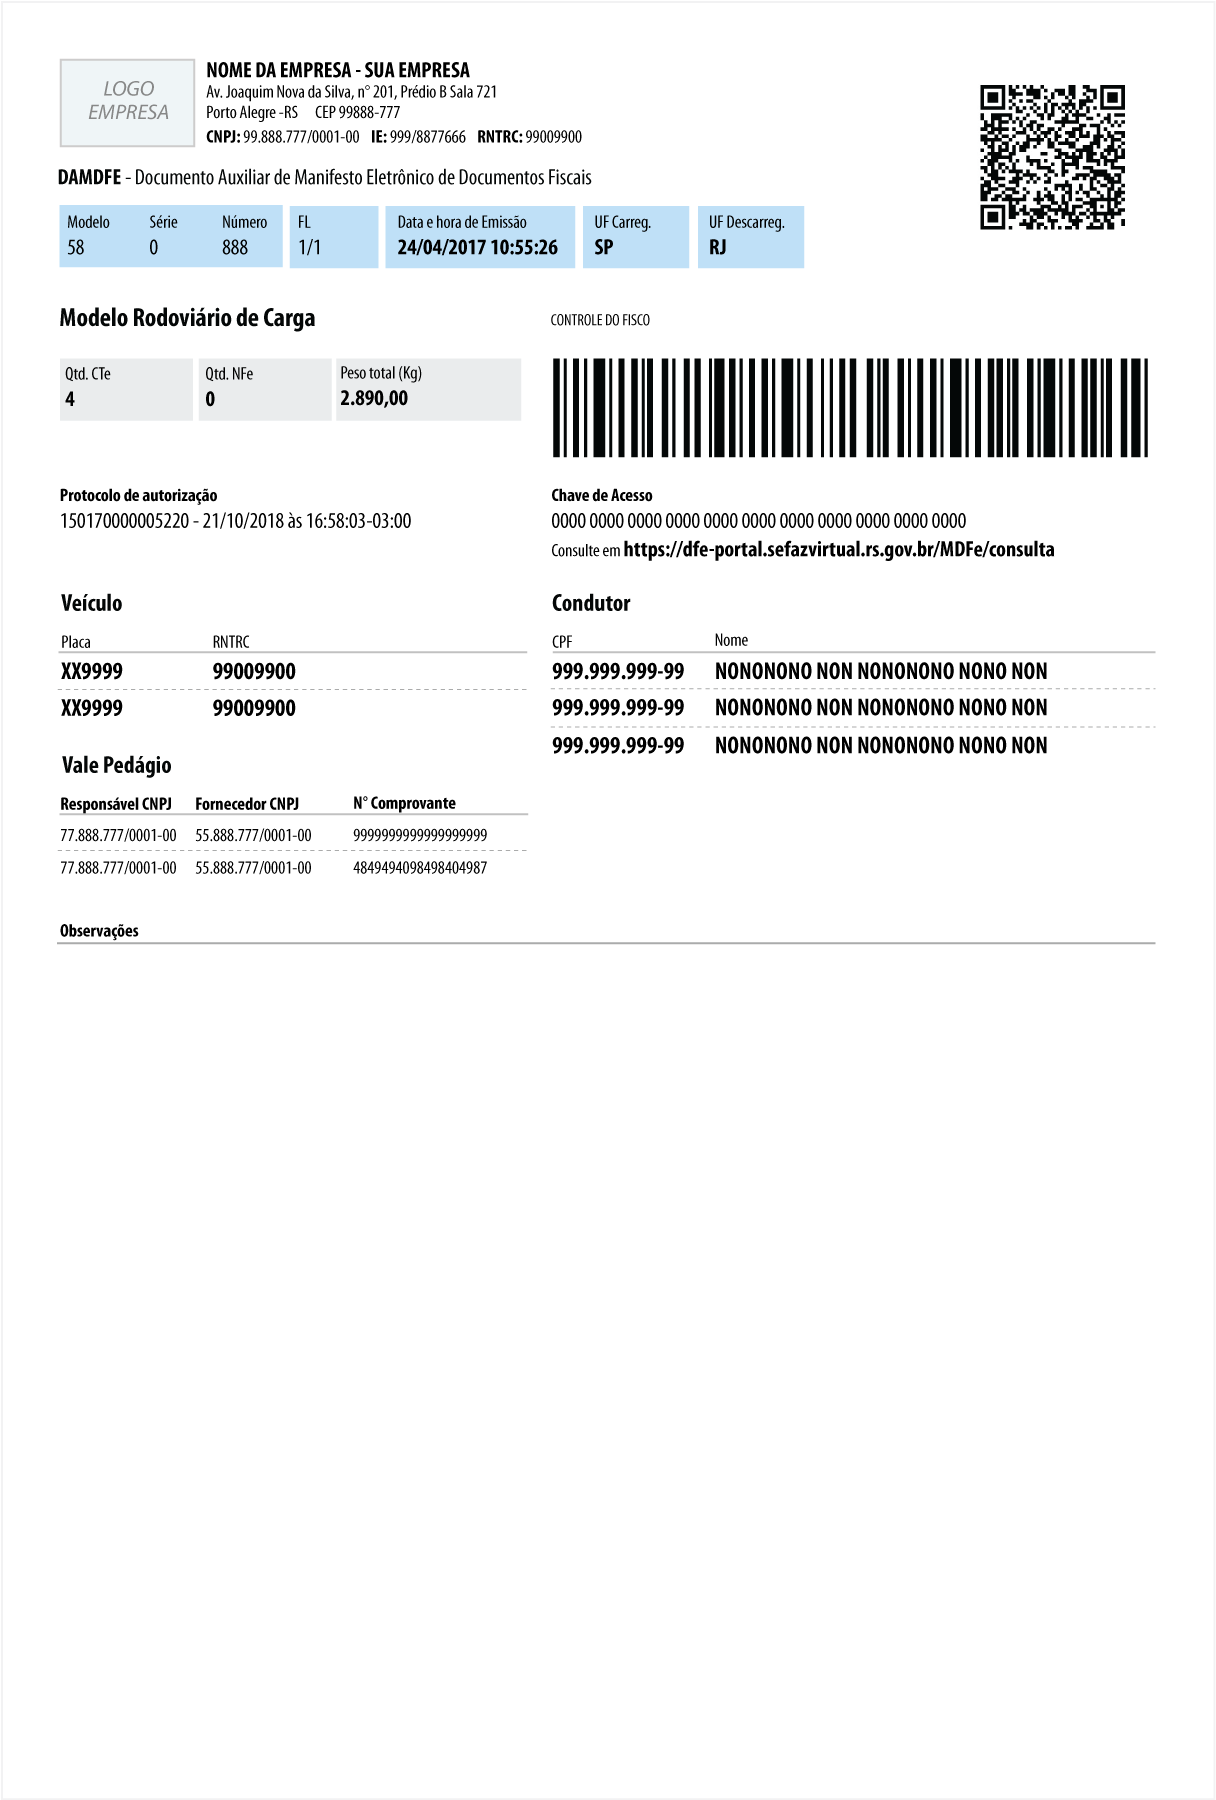 LOGO
EMPRESA
NOME DA EMPRESA - SUA EMPRESA
Av. Joaquim Nova da Silva, n° 201, Prédio B Sala 721
Porto Alegre -RS CEP 99888-777
CNPJ: 99.888.777/0001-00 IE: 999/8877666 RNTRC: 99009900
DAMDFE - Documento Auxiliar de Manifesto Eletrônico de Documentos Fiscais
Modelo Série Número FL Data e hora de Emissão UF Carreg. UF Descarreg.
58 0 888 1/1 24/04/2017 10:55:26 SP RJ
Modelo Rodoviário de Carga
CONTROLE DO FISCO
Qtd. CTe Qtd. NFe Peso total (Kg)
4 0 2.890,00
Protocolo de autorização
150170000005220 - 21/10/2018 às 16:58:03-03:00
Chave de Acesso
0000 0000 0000 0000 0000 0000 0000 0000 0000 0000 0000
Consulte em https://dfe-portal.sefazvirtual.rs.gov.br/MDFe/consulta
Veículo
Placa RNTRC
XX9999 99009900
XX9999 99009900
Condutor
CPF Nome
999.999.999-99 NONONONO NON NONONONO NONO NON
999.999.999-99 NONONONO NON NONONONO NONO NON
999.999.999-99 NONONONO NON NONONONO NONO NON
Vale Pedágio
Responsável CNPJ Fornecedor CNPJ N° Comprovante
77.888.777/0001-00 55.888.777/0001-00 9999999999999999999
77.888.777/0001-00 55.888.777/0001-00 4849494098498404987
Observações